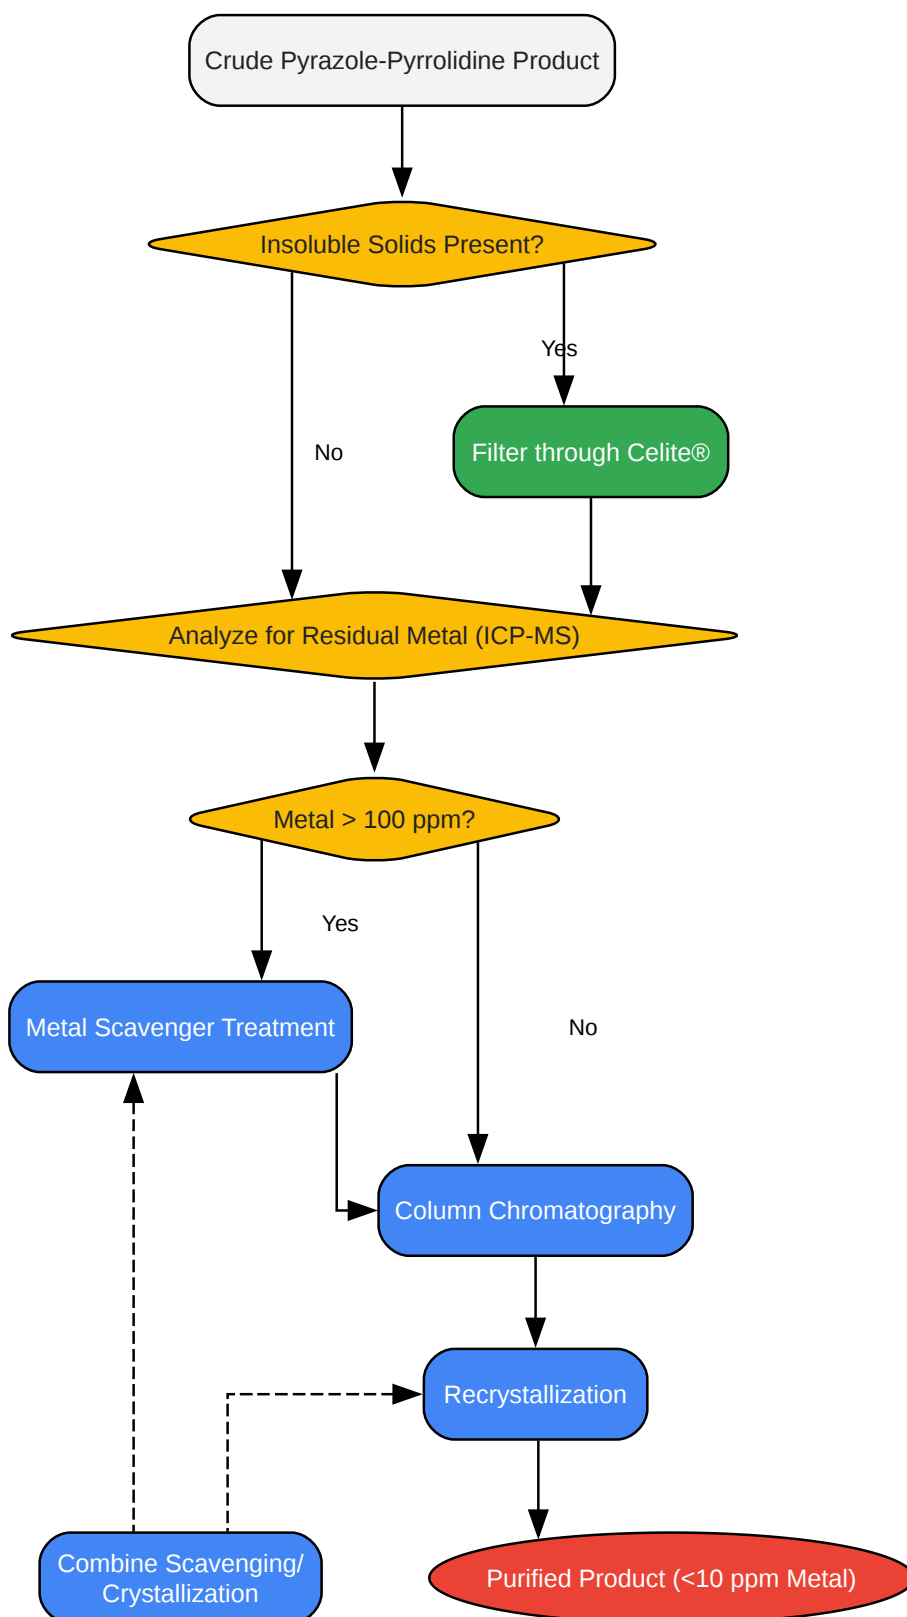 Crude Pyrazole-Pyrrolidine Product
Insoluble Solids Present?
Yes
No
Filter through Celite®
Analyze for Residual Metal (ICP-MS)
Metal > 100 ppm?
Yes
Metal Scavenger Treatment
No
Column Chromatography
Recrystallization
Combine Scavenging/
Crystallization
Purified Product (<10 ppm Metal)